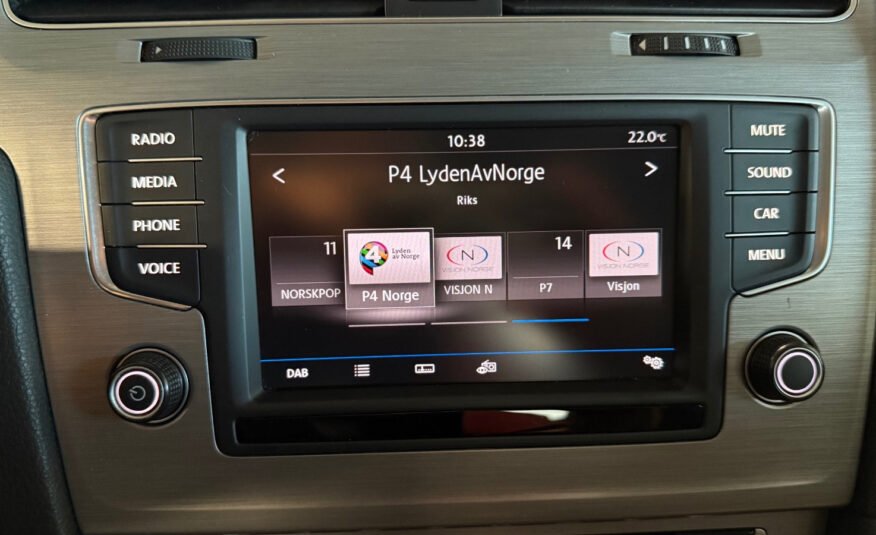 RADIO
MEDIA
PHONE
VOICE
10:38
22.0°C
P4 LydenAvNorge
Riks
11
NORSKPOP
4 Lyden
av Norge
P4 Norge
N
VISJON NORGE
VISJON N
14
P7
N
VISJON NORGE
Visjon
DAB
MUTE
SOUND
CAR
MENU